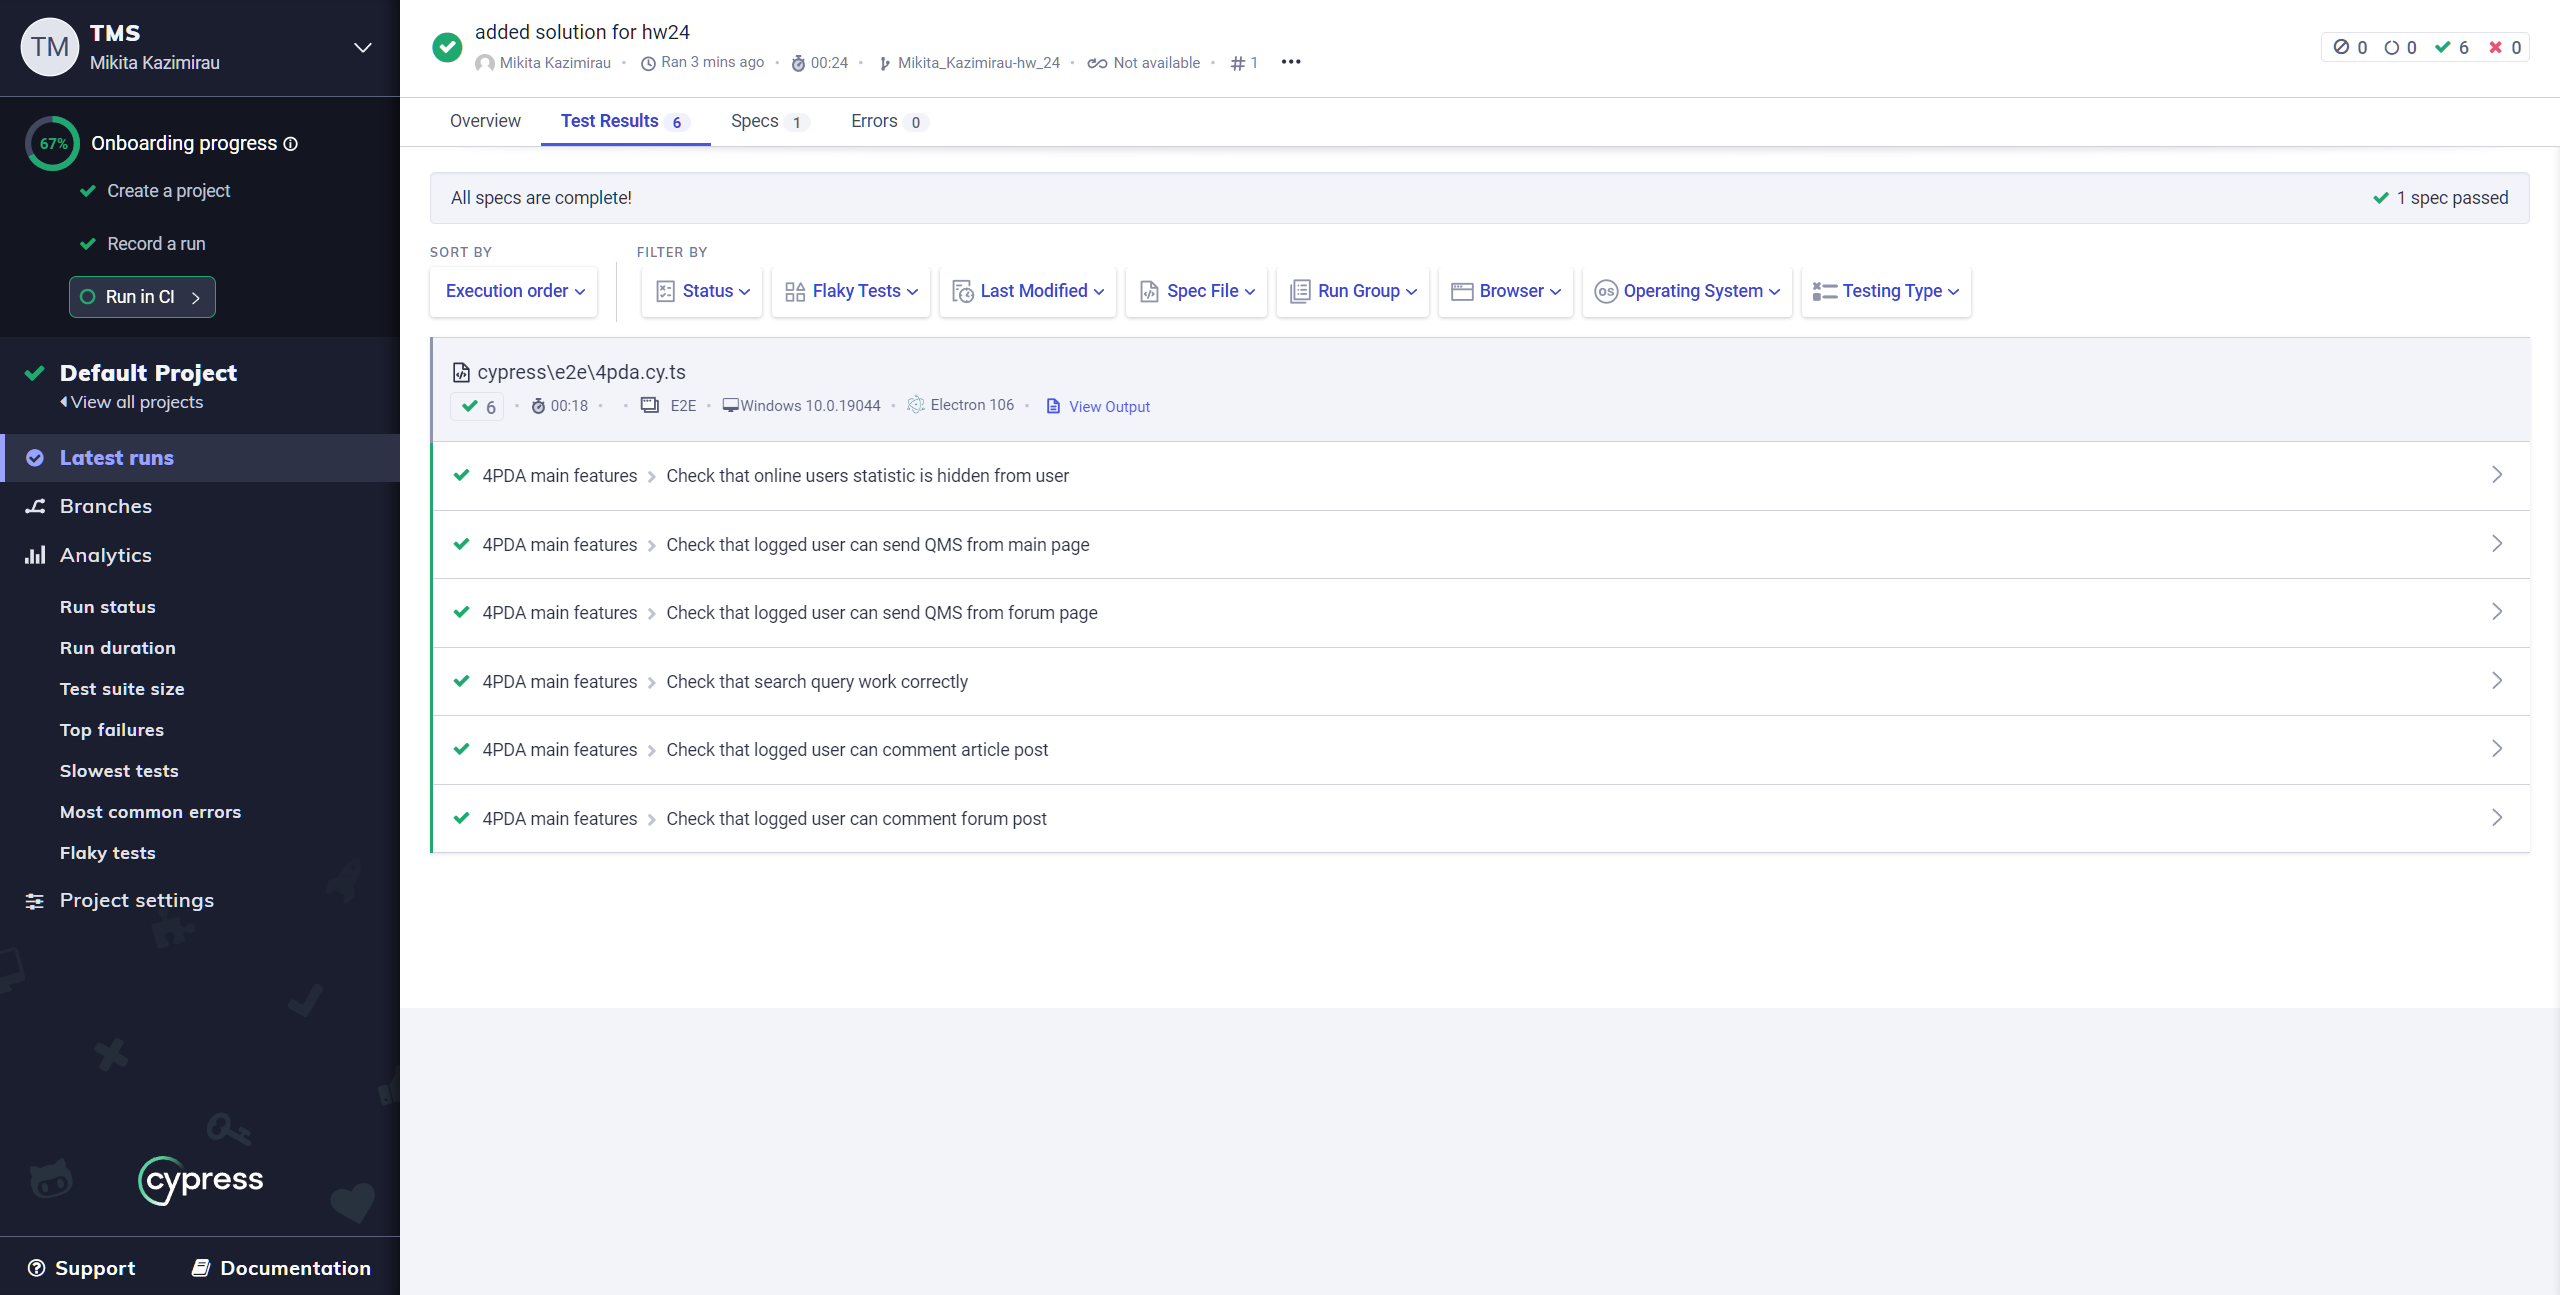 TM
TMS
Mikita Kazimirau
67%
Onboarding progress
Create a project
Record a run
Run in CI
Default Project
View all projects
Latest runs
Branches
Analytics
Run status
Run duration
Test suite size
Top failures
Slowest tests
Most common errors
Flaky tests
Project settings
cypress
Support
Documentation
added solution for hw24
Mikita Kazimirau • Ran 3 mins ago • 00:24 • Mikita_Kazimirau-hw_24 • Not available • # 1 •••
0 0 6 0
Overview Test Results 6 Specs 1 Errors 0
All specs are complete!
1 spec passed
SORT BY
FILTER BY
Execution order Status Flaky Tests Last Modified Spec File Run Group Browser OS Operating System Testing Type
cypress\e2e\4pda.cy.ts
6 • 00:18 • • E2E • Windows 10.0.19044 • Electron 106 • View Output
4PDA main features > Check that online users statistic is hidden from user
4PDA main features > Check that logged user can send QMS from main page
4PDA main features > Check that logged user can send QMS from forum page
4PDA main features > Check that search query work correctly
4PDA main features > Check that logged user can comment article post
4PDA main features > Check that logged user can comment forum post